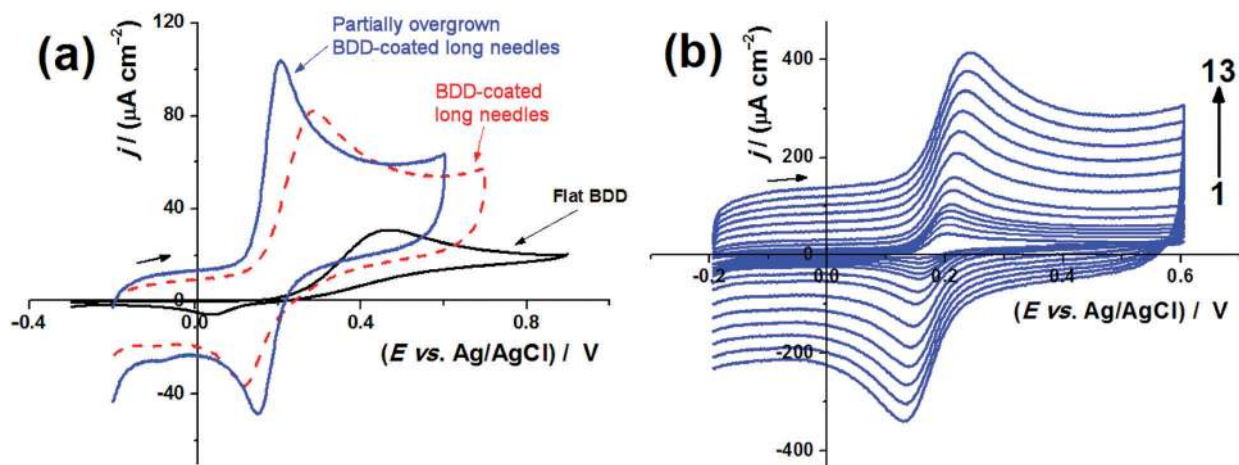 (a)
j / (μA cm⁻²)
120
80
40
0
-40
-0.4
0.0
0.4
0.8
(E vs. Ag/AgCl) / V
Partially overgrown
BDD-coated long needles
BDD-coated
long needles
Flat BDD
(b)
j / (μA cm⁻²)
400
200
0
-200
-400
-0.2
0.0
0.2
0.4
0.6
(E vs. Ag/AgCl) / V
13
1